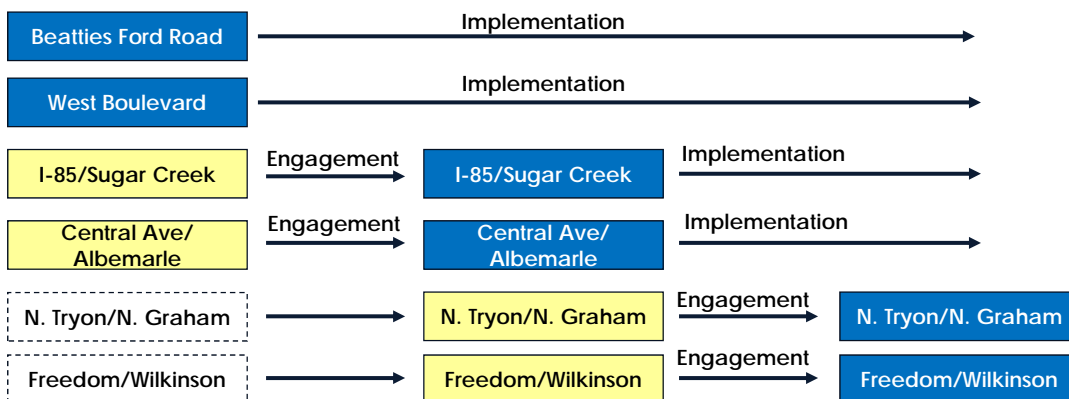 Beatties Ford Road
Implementation
West Boulevard
Implementation
I-85/Sugar Creek
Engagement
I-85/Sugar Creek
Implementation
Central Ave/
Albemarle
Engagement
Central Ave/
Albemarle
Implementation
N. Tryon/N. Graham
N. Tryon/N. Graham
Engagement
N. Tryon/N. Graham
Freedom/Wilkinson
Freedom/Wilkinson
Engagement
Freedom/Wilkinson